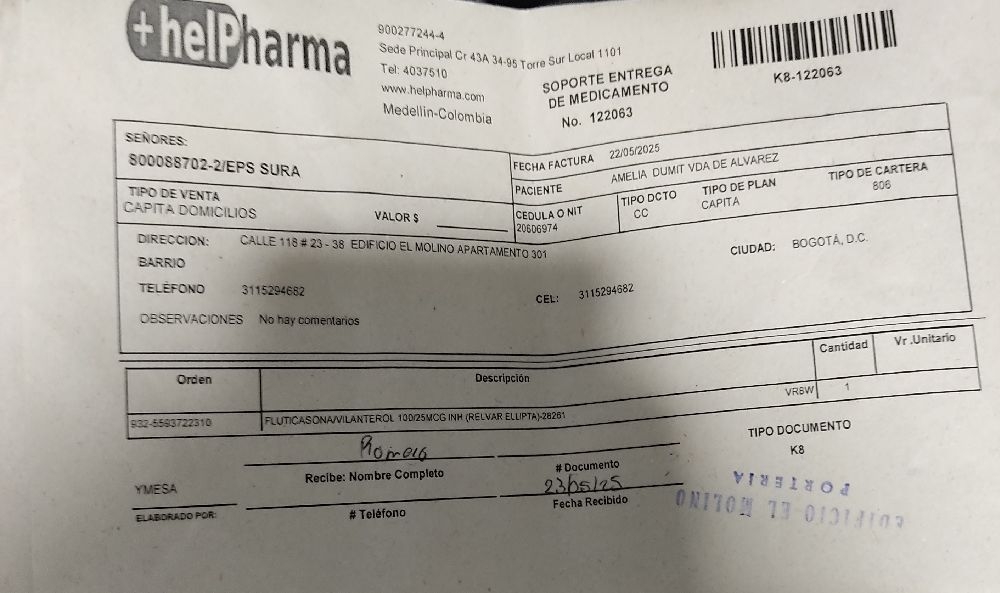 +helPharma
900277244-4
Sede Principal Cr 43A 34-95 Torre Sur Local 1101
Tel: 4037510
www.helpharma.com
Medellin-Colombia
SOPORTE ENTREGA
DE MEDICAMENTO
No. 122063
K8-122063
SEÑORES:
800088702-2/EPS SURA
FECHA FACTURA 22/05/2025
PACIENTE AMELIA DUMIT VDA DE ALVAREZ
TIPO DE VENTA
CAPITA DOMICILIOS
VALOR $
CEDULA O NIT
20606974
TIPO DCTO
CC
TIPO DE PLAN
CAPITA
TIPO DE CARTERA
806
DIRECCION: CALLE 118 # 23 - 38 EDIFICIO EL MOLINO APARTAMENTO 301
CIUDAD: BOGOTÁ, D.C.
BARRIO
TELÉFONO 3115294682
CEL: 3115294682
OBSERVACIONES No hay comentarios
Orden Descripción Cantidad Vr .Unitario
932-5593722310 FLUTICASONA/VILANTEROL 100/25MCG INH (RELVAR ELLIPTA)-28261 VR8W 1
Romero
Recibe: Nombre Completo
# Documento
TIPO DOCUMENTO
K8
YMESA
23/05/25
ELABORADO POR:
# Teléfono
Fecha Recibido
EDIFICIO EL MOLINO
PORTERIA